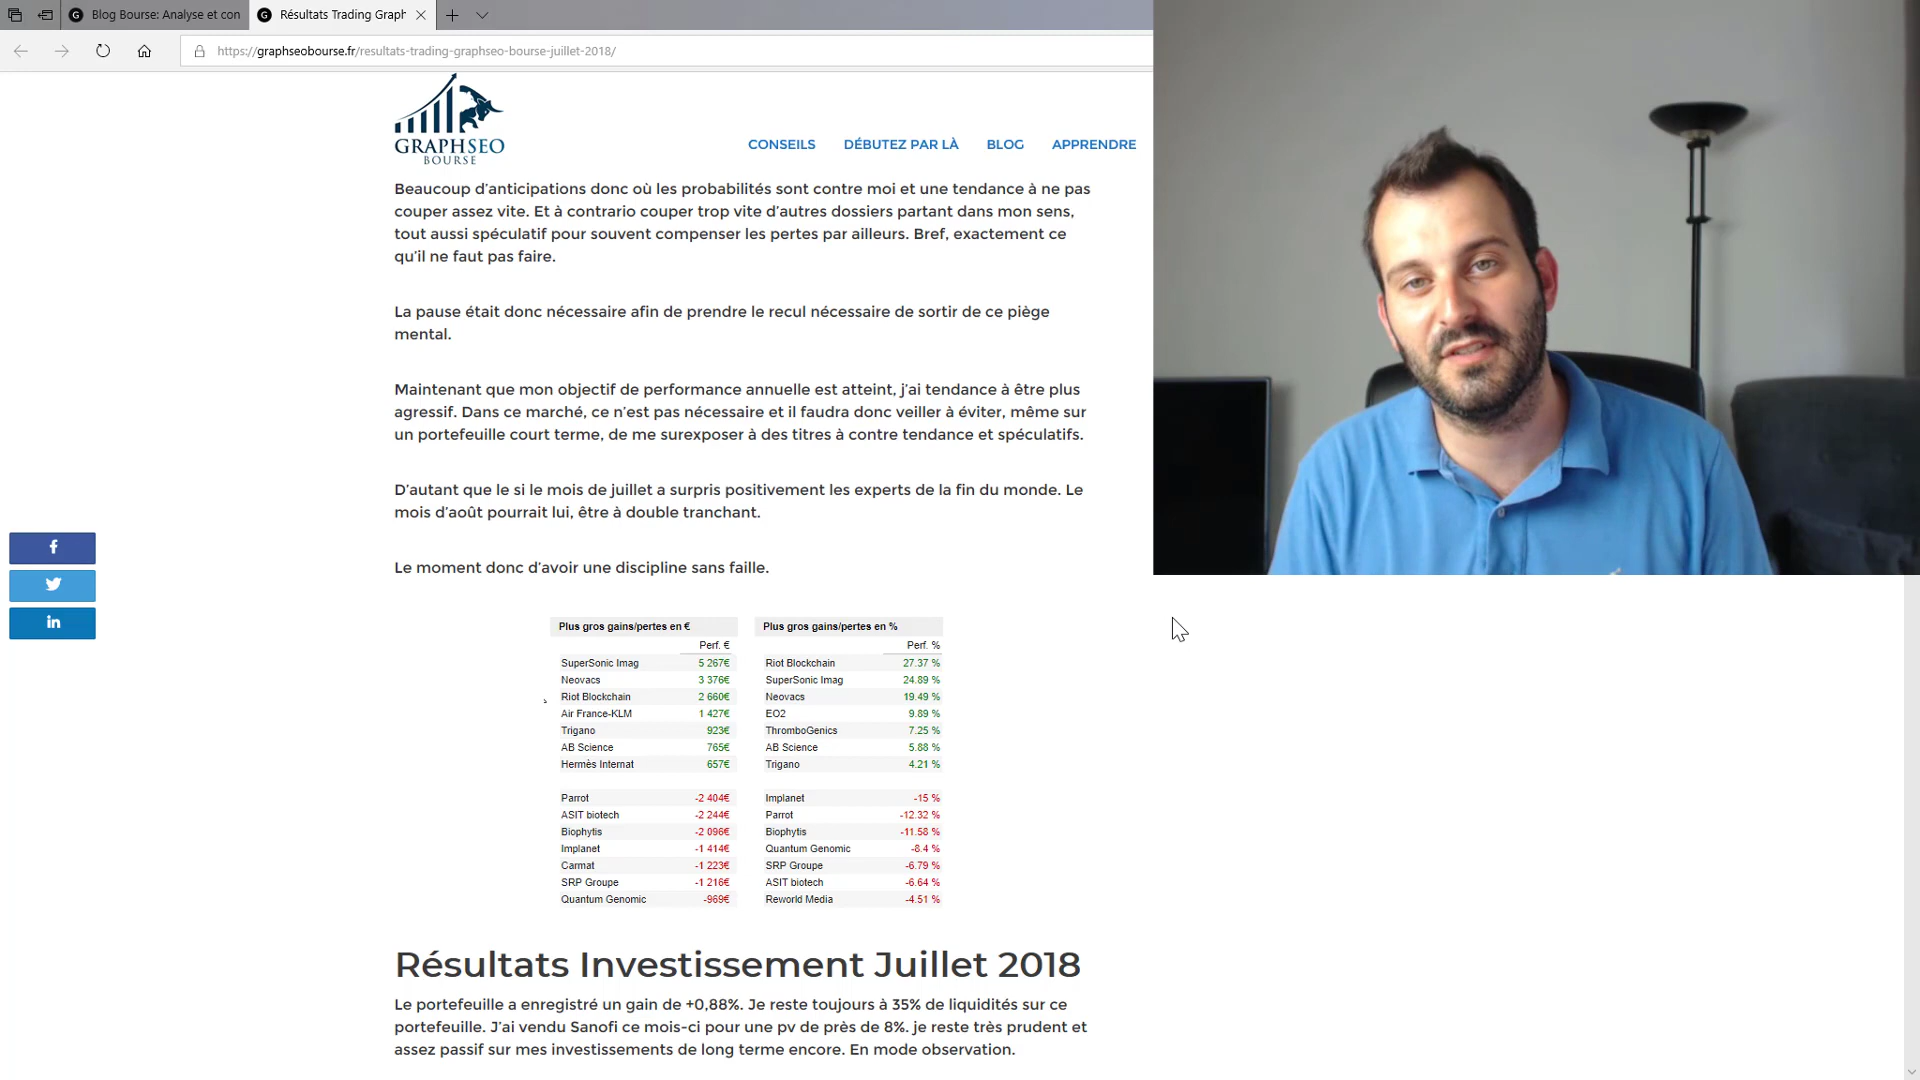 Blog Bourse: Analyse et con
Résultats Trading Graph
https://graphseobourse.fr/resultats-trading-graphseo-bourse-juillet-2018/
GRAPHSEO
BOURSE
CONSEILS DÉBUTEZ PAR LÀ BLOG APPRENDRE
Beaucoup d'anticipations donc où les probabilités sont contre moi et une tendance à ne pas
couper assez vite. Et à contrario couper trop vite d'autres dossiers partant dans mon sens,
tout aussi spéculatif pour souvent compenser les pertes par ailleurs. Bref, exactement ce
qu'il ne faut pas faire.
La pause était donc nécessaire afin de prendre le recul nécessaire de sortir de ce piège
mental.
Maintenant que mon objectif de performance annuelle est atteint, j'ai tendance à être plus
agressif. Dans ce marché, ce n'est pas nécessaire et il faudra donc veiller à éviter, même sur
un portefeuille court terme, de me surexposer à des titres à contre tendance et spéculatifs.
D'autant que le si le mois de juillet a surpris positivement les experts de la fin du monde. Le
mois d'août pourrait lui, être à double tranchant.
Le moment donc d'avoir une discipline sans faille.
Plus gros gains/pertes en €
Perf. €
SuperSonic Imag 5 267€
Neovacs 3 376€
Riot Blockchain 2 660€
Air France-KLM 1 427€
Trigano 923€
AB Science 765€
Hermès Internat 657€
Parrot -2 404€
ASIT biotech -2 244€
Biophytis -2 096€
Implanet -1 414€
Carmat -1 223€
SRP Groupe -1 216€
Quantum Genomic -969€
Plus gros gains/pertes en %
Perf. %
Riot Blockchain 27.37 %
SuperSonic Imag 24.89 %
Neovacs 19.49 %
EO2 9.89 %
ThromboGenics 7.25 %
AB Science 5.88 %
Trigano 4.21 %
Implanet -15 %
Parrot -12.32 %
Biophytis -11.58 %
Quantum Genomic -8.4 %
SRP Groupe -6.79 %
ASIT biotech -6.64 %
Reworld Media -4.51 %
Résultats Investissement Juillet 2018
Le portefeuille a enregistré un gain de +0,88%. Je reste toujours à 35% de liquidités sur ce
portefeuille. J'ai vendu Sanofi ce mois-ci pour une pv de près de 8%. je reste très prudent et
assez passif sur mes investissements de long terme encore. En mode observation.